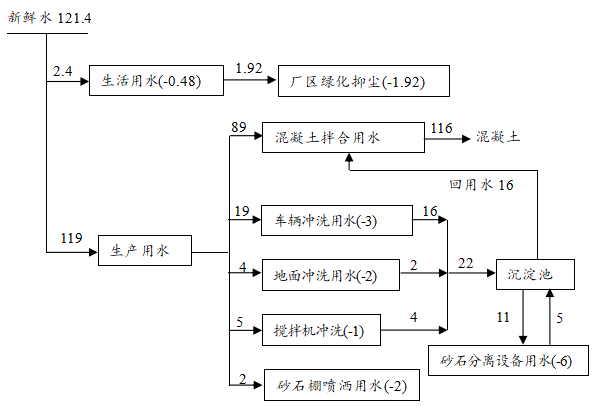 新鲜水 121.4
2.4
生活用水(-0.48)
1.92
厂区绿化抑尘(-1.92)
89
混凝土拌合用水
116
混凝土
回用水 16
19
车辆冲洗用水(-3)
16
119
生产用水
4
地面冲洗用水(-2)
2
22
沉淀池
5
搅拌机冲洗(-1)
4
11
5
砂石分离设备用水(-6)
2
砂石棚喷洒用水(-2)